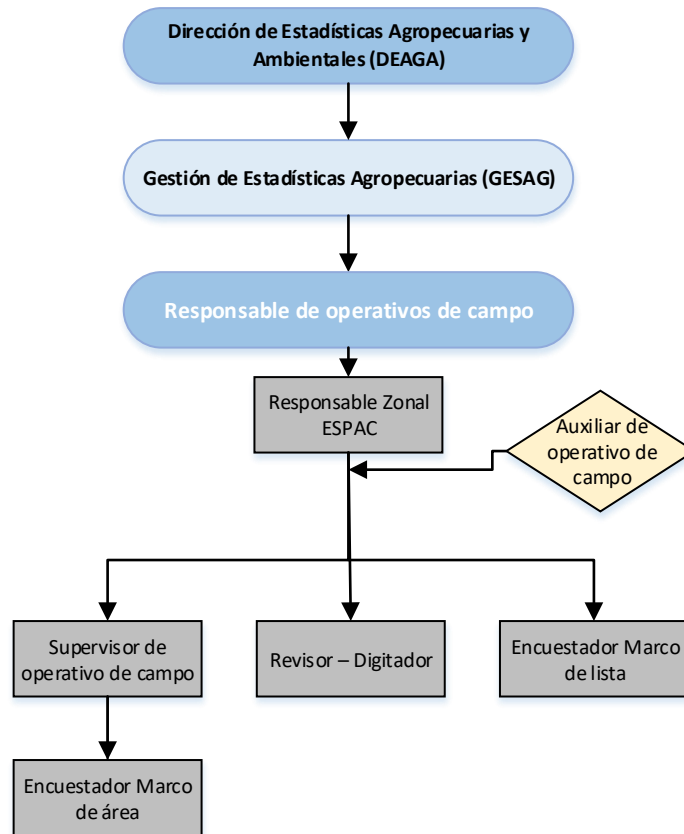 Dirección de Estadísticas Agropecuarias y
Ambientales (DEAGA)
Gestión de Estadísticas Agropecuarias (GESAG)
Responsable de operativos de campo
Responsable Zonal
ESPAC
Auxiliar de
operativo de
campo
Supervisor de
operativo de campo
Revisor – Digitador
Encuestador Marco
de lista
Encuestador Marco
de área